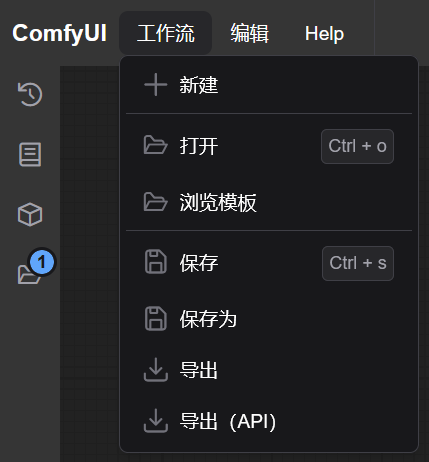 ComfyUI 工作流 编辑 Help
新建
打开 Ctrl + o
浏览模板
1
保存 Ctrl + s
保存为
导出
导出（API）